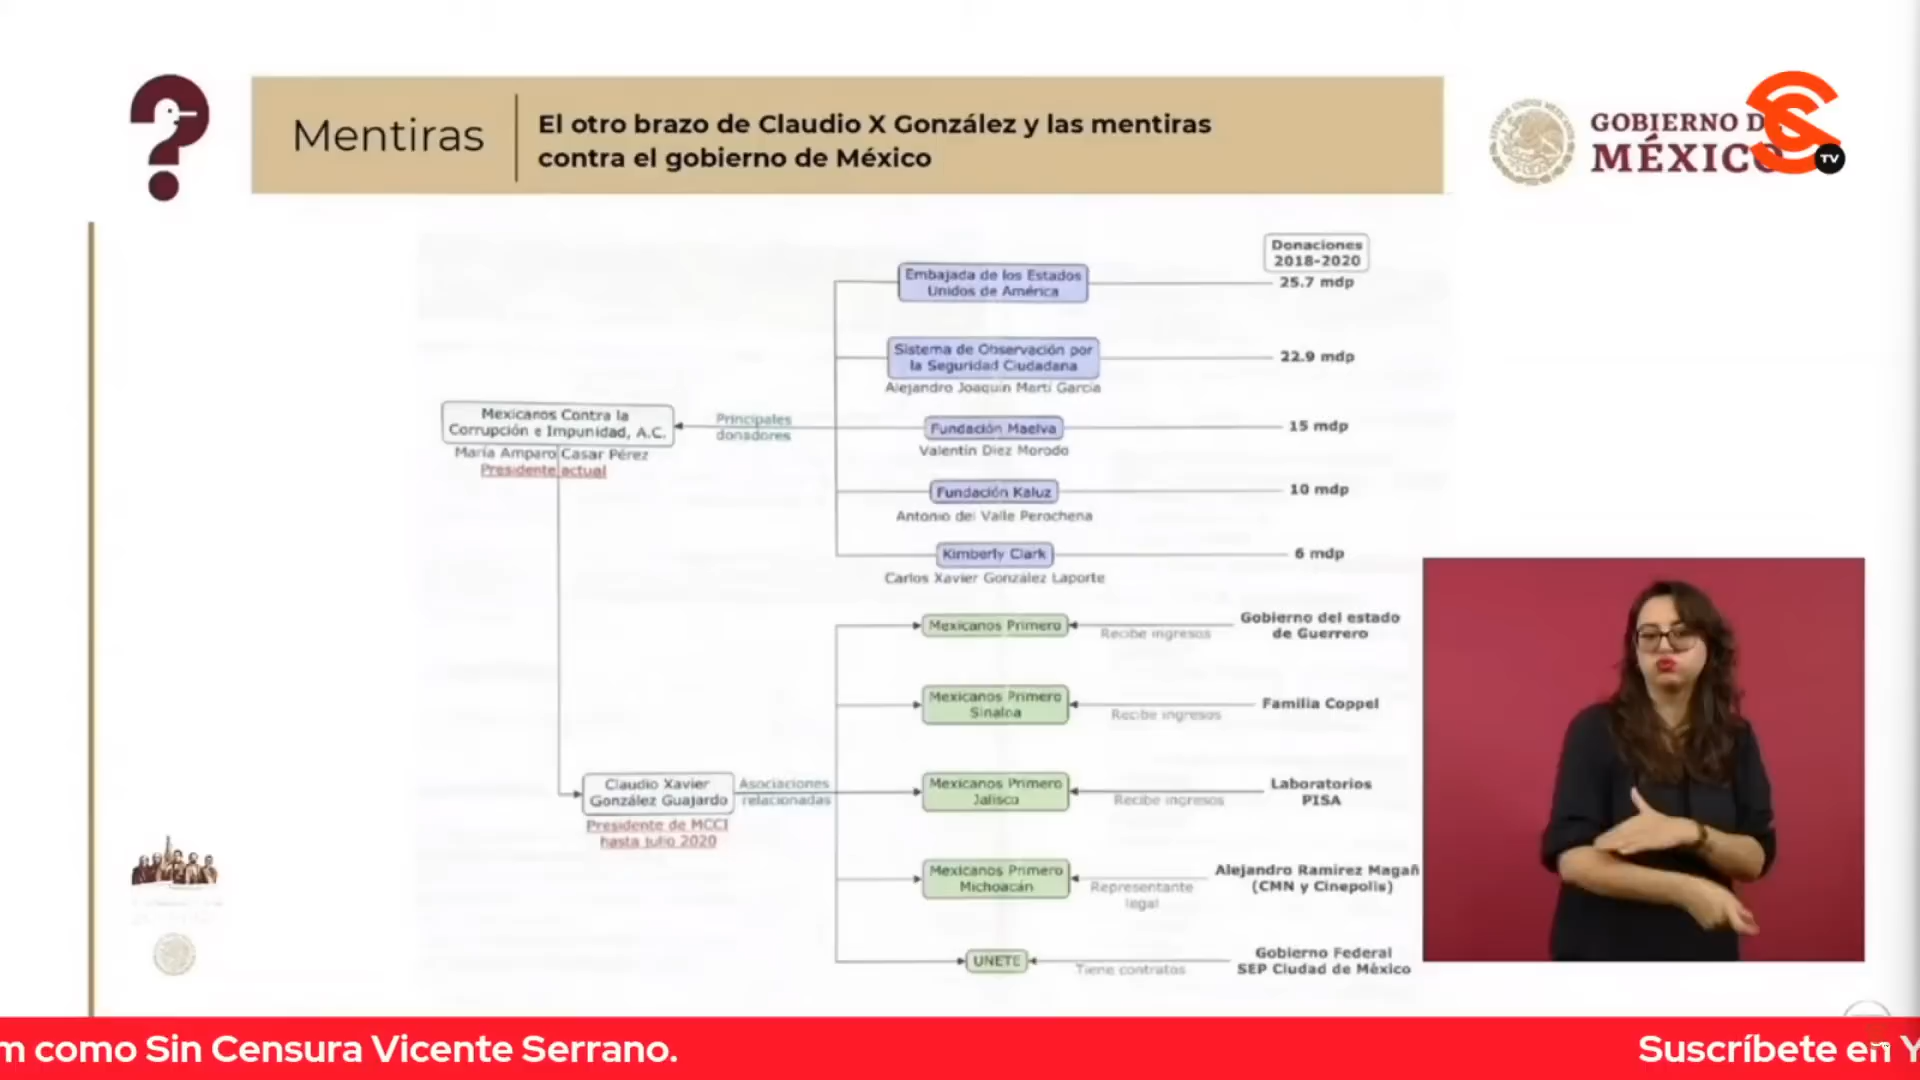 Mentiras
El otro brazo de Claudio X González y las mentiras
contra el gobierno de México
GOBIERNO D
MÉXICO
TV
Donaciones
2018-2020
Embajada de los Estados
Unidos de América
25.7 mdp
Sistema de Observación por
la Seguridad Ciudadana
22.9 mdp
Alejandro Joaquín Martí García
Mexicanos Contra la
Corrupción e Impunidad, A.C.
María Amparo Casar Pérez
Presidente actual
Principales
donadores
Fundación Maelva
15 mdp
Valentín Diez Morodo
Fundación Kaluz
10 mdp
Antonio del Valle Perochena
Kimberly Clark
6 mdp
Carlos Xavier González Laporte
Mexicanos Primero
Recibe ingresos
Gobierno del estado
de Guerrero
Mexicanos Primero
Sinaloa
Recibe ingresos
Familia Coppel
Claudio Xavier
González Guajardo
Presidente de MCCI
hasta julio 2020
Asociaciones
relacionadas
Mexicanos Primero
Jalisco
Recibe ingresos
Laboratorios
PISA
Mexicanos Primero
Michoacán
Representante
legal
Alejandro Ramirez Magañ
(CMN y Cinepolis)
UNETE
Tiene contratos
Gobierno Federal
SEP Ciudad de México
m como Sin Censura Vicente Serrano.
Suscríbete en Y